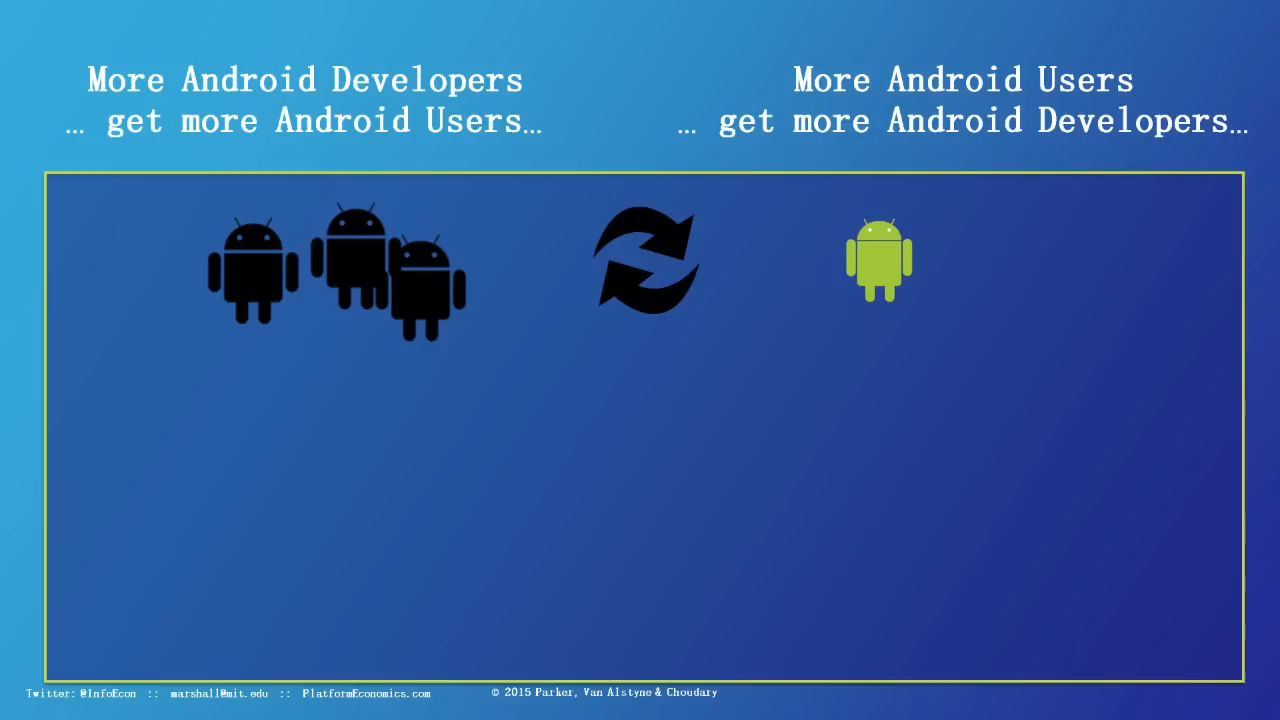 More Android Developers
… get more Android Users…
More Android Users
… get more Android Developers…
Twitter: @InfoEcon :: marshall@mit.edu :: PlatformEconomics.com
© 2015 Parker, Van Alstyne & Choudary